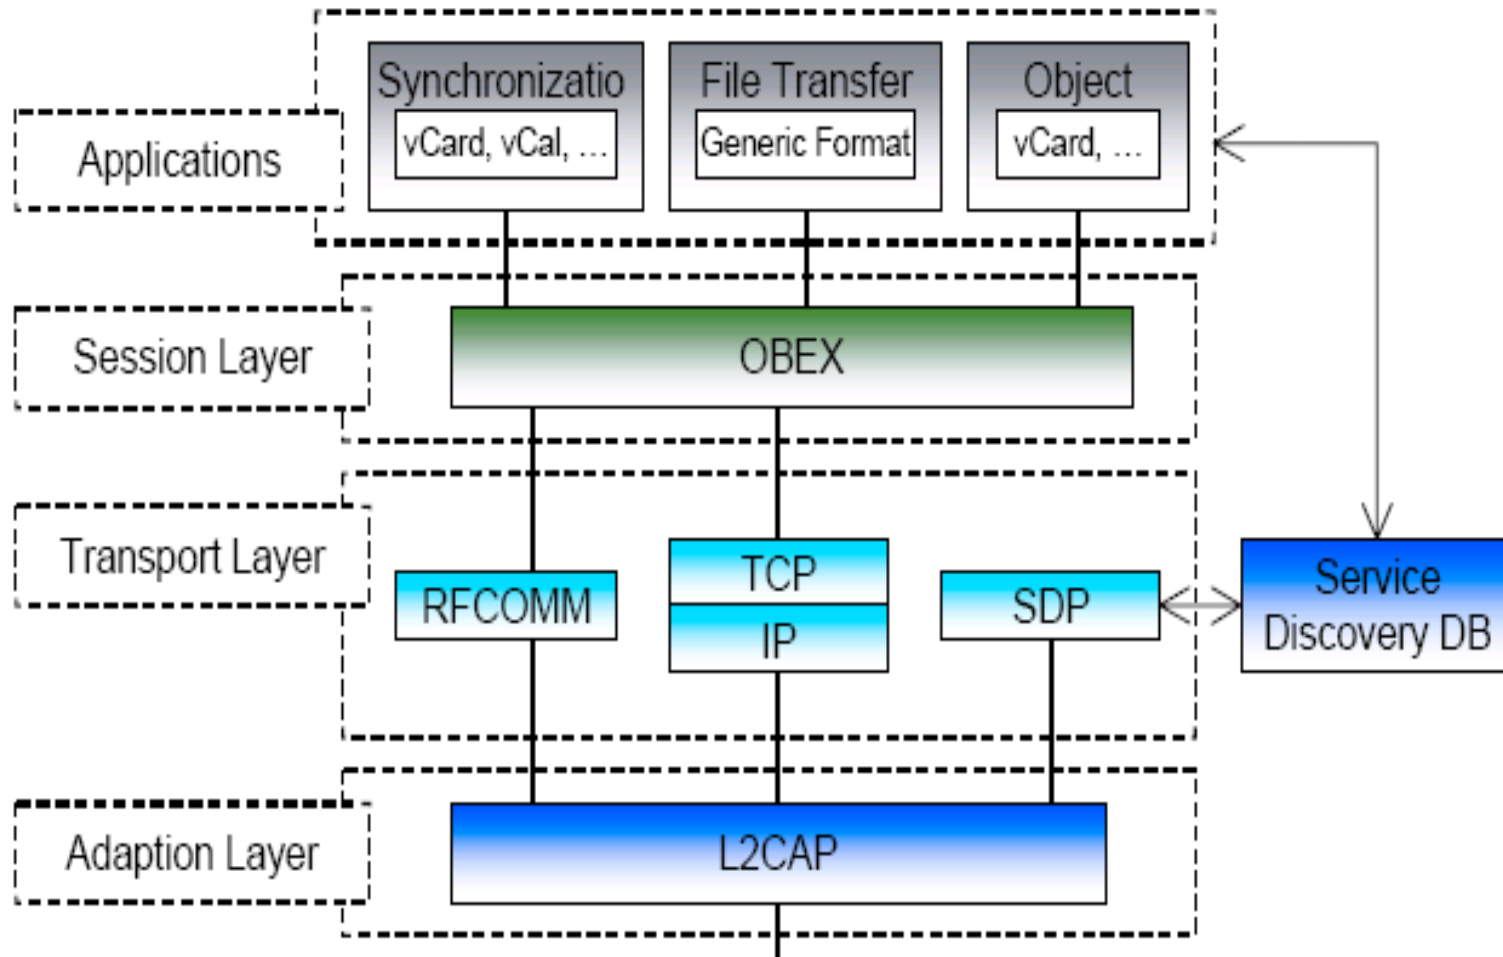 Synchronizatio
File Transfer
Object
vCard, vCal, ...
Generic Format
vCard, ...
Applications
Session Layer
OBEX
Transport Layer
RFCOMM
TCP
IP
SDP
Service
Discovery DB
Adaption Layer
L2CAP